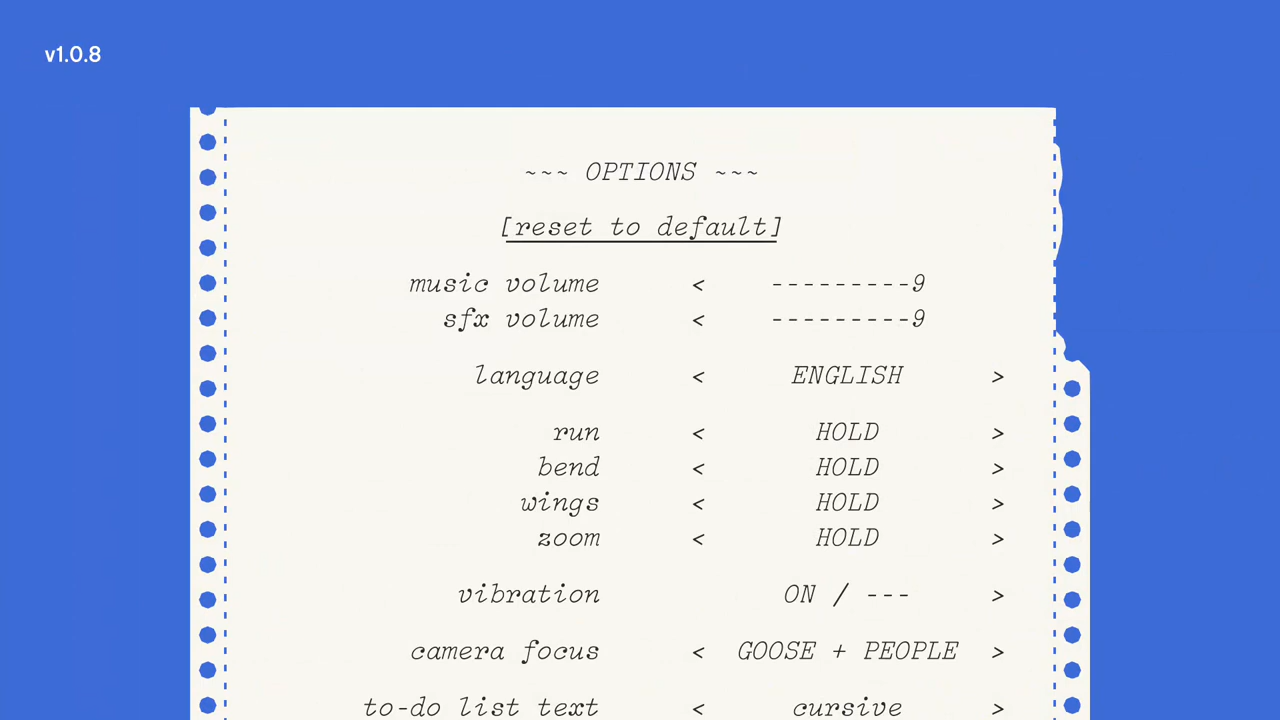 v1.0.8
~~~ OPTIONS ~~~
[reset to default]
music volume < ---------9
sfx volume < ---------9
language < ENGLISH >
run < HOLD >
bend < HOLD >
wings < HOLD >
zoom < HOLD >
vibration ON / --- >
camera focus < GOOSE + PEOPLE >
to-do list text < cursive >